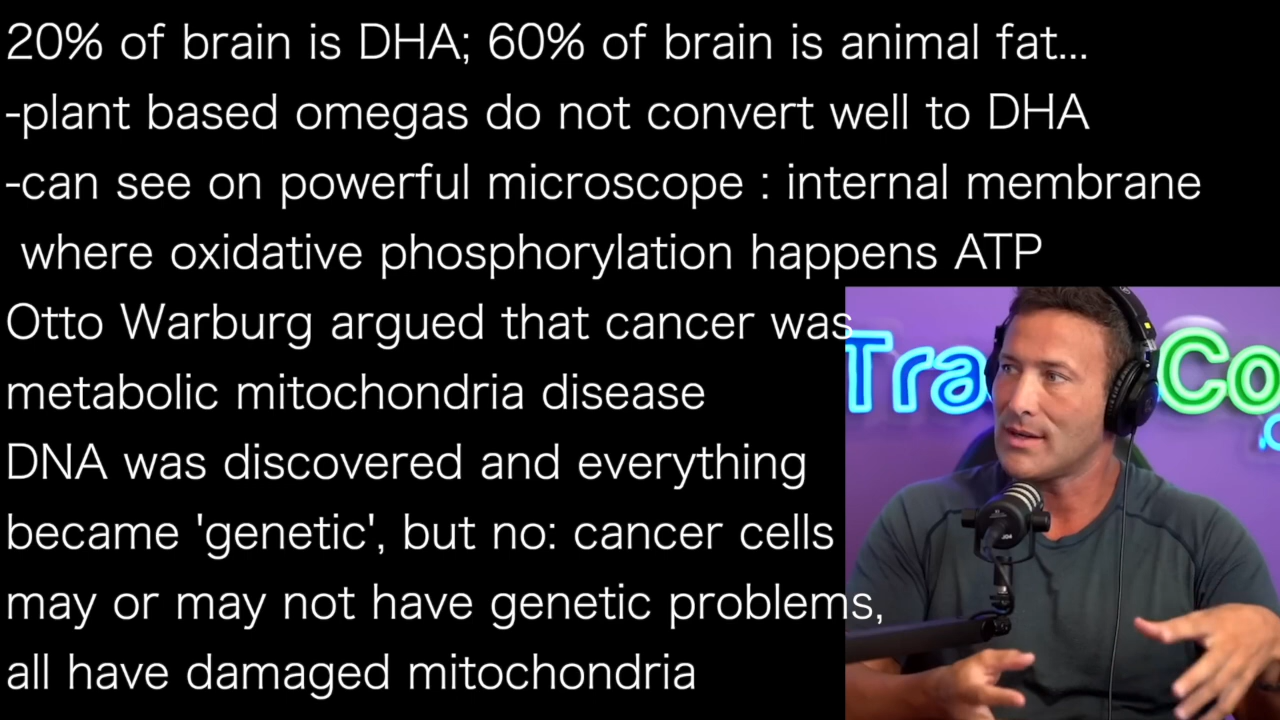 20% of brain is DHA; 60% of brain is animal fat...
-plant based omegas do not convert well to DHA
-can see on powerful microscope : internal membrane
where oxidative phosphorylation happens ATP
Otto Warburg argued that cancer was
metabolic mitochondria disease
DNA was discovered and everything
became 'genetic', but no: cancer cells
may or may not have genetic problems,
all have damaged mitochondria
Co